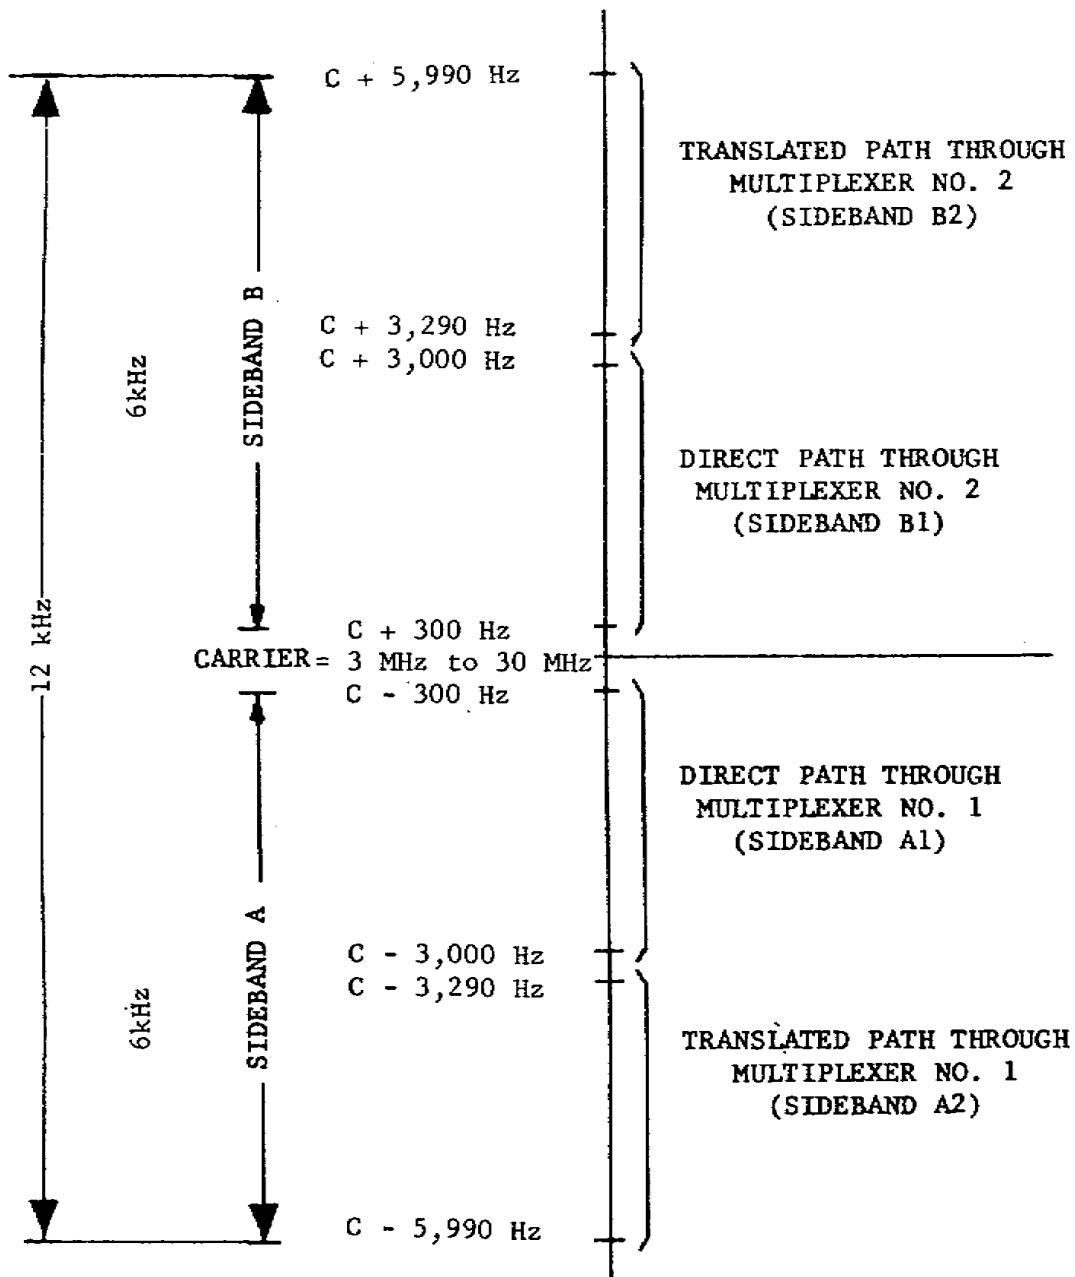 C + 5,990 Hz
TRANSLATED PATH THROUGH
MULTIPLEXER NO. 2
(SIDEBAND B2)
SIDEBAND B
C + 3,290 Hz
C + 3,000 Hz
6kHz
DIRECT PATH THROUGH
MULTIPLEXER NO. 2
(SIDEBAND B1)
12 kHz
C + 300 Hz
CARRIER = 3 MHz to 30 MHz
C - 300 Hz
DIRECT PATH THROUGH
MULTIPLEXER NO. 1
(SIDEBAND A1)
SIDEBAND A
C - 3,000 Hz
C - 3,290 Hz
6kHz
TRANSLATED PATH THROUGH
MULTIPLEXER NO. 1
(SIDEBAND A2)
C - 5,990 Hz